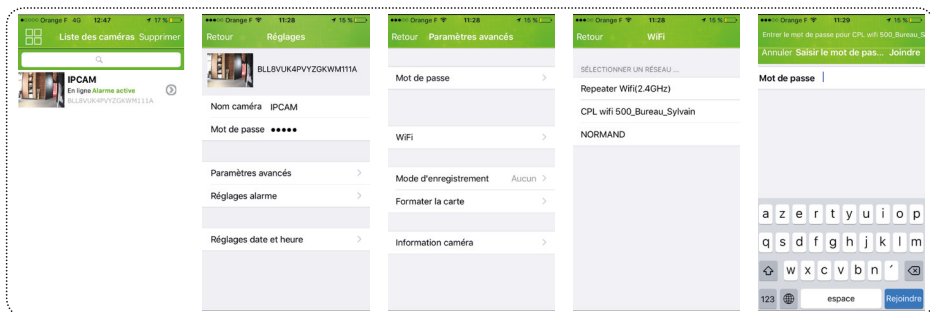 Orange F 4G 12:47 17 %
Liste des caméras Supprimer
IPCAM
En ligne Alarme active
BLL8VUK4PVYZGKWM111A
Orange F 11:28 15 %
Retour Réglages
BLL8VUK4PVYZGKWM111A
Nom caméra IPCAM
Mot de passe •••••
Paramètres avancés
Réglages alarme
Réglages date et heure
Orange F 11:28 15 %
Retour Paramètres avancés
Mot de passe
WiFi
Mode d'enregistrement Aucun
Formater la carte
Information caméra
Orange F 11:28 15 %
Retour WiFi
SÉLECTIONNER UN RÉSEAU ...
Repeater Wifi(2.4GHz)
CPL wifi 500_Bureau_Sylvain
NORMAND
Orange F 11:29 15 %
Entrer le mot de passe pour CPL wifi 500_Bureau_S
Annuler Saisir le mot de pas... Joindre
Mot de passe
a z e r t y u i o p
q s d f g h j k l m
w x c v b n ´
123 espace Rejoindre